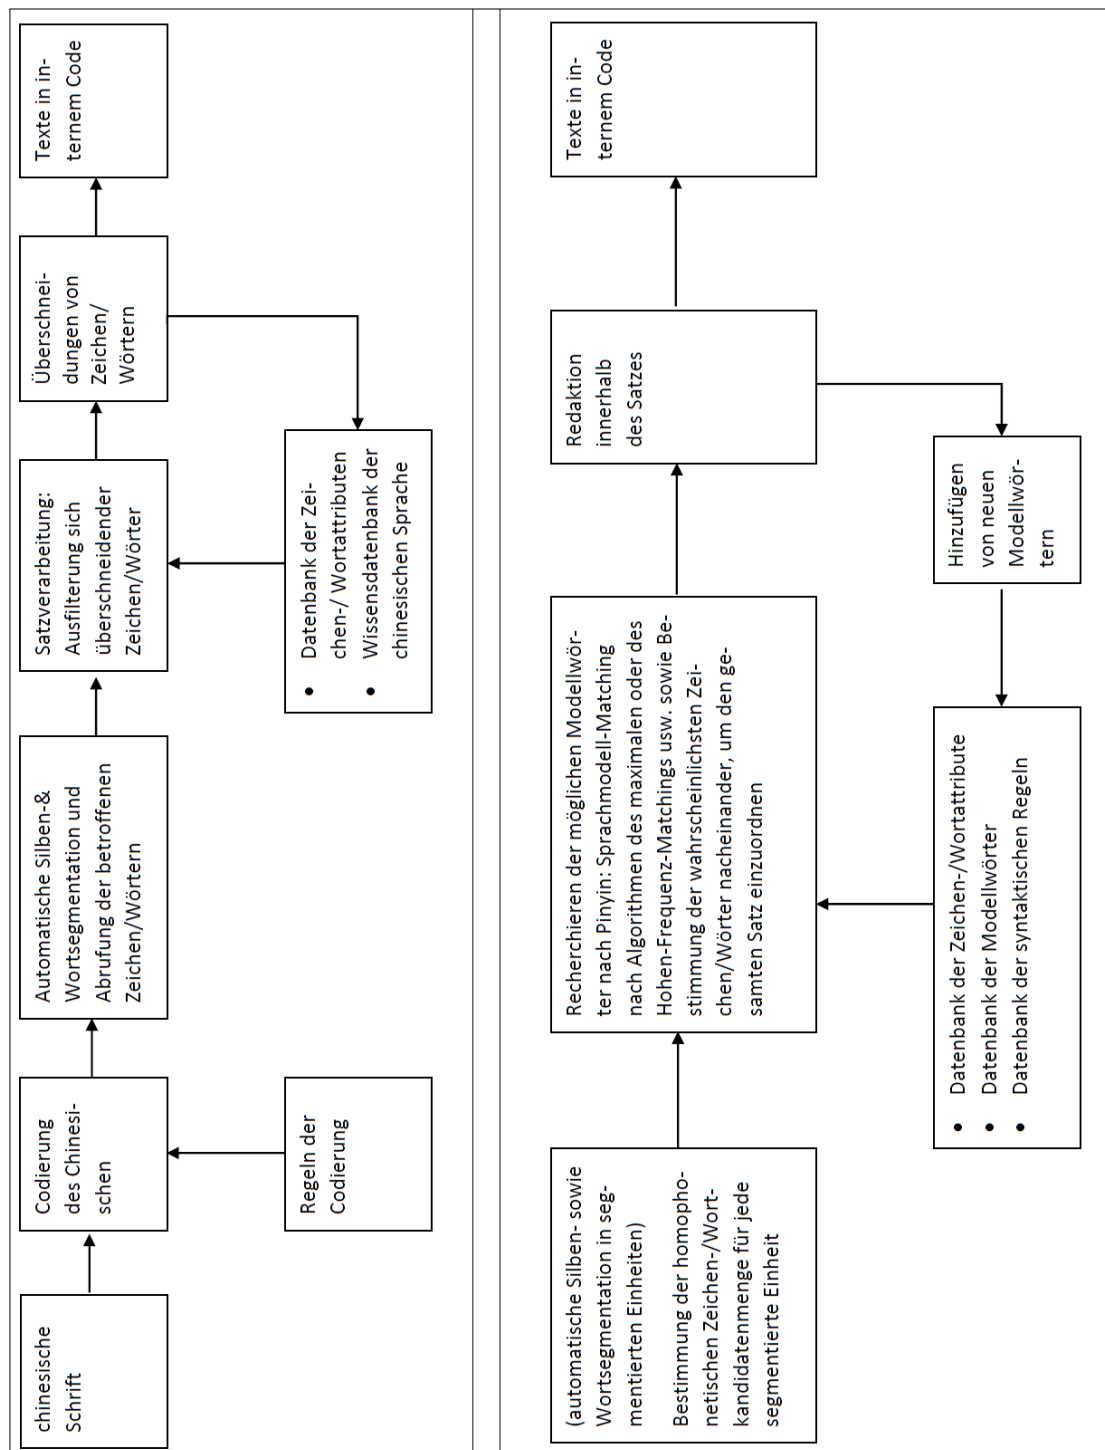 chinesische
Schrift
Codierung
des Chinesi-
schen
Regeln der
Codierung
Automatische Silben-&
Wortsegmentation und
Abrufung der betroffenen
Zeichen/Wörtern
Satzverarbeitung:
Ausfilterung sich
überschneidender
Zeichen/Wörter
• Datenbank der Zei-
chen-/ Wortattributen
• Wissensdatenbank der
chinesischen Sprache
Überschnei-
dungen von
Zeichen/
Wörtern
Texte in in-
ternem Code
(automatische Silben- sowie
Wortsegmentation in seg-
mentierten Einheiten)
Bestimmung der homopho-
netischen Zeichen-/Wort-
kandidatenmenge für jede
segmentierte Einheit
Recherchieren der möglichen Modellwör-
ter nach Pinyin: Sprachmodell-Matching
nach Algorithmen des maximalen oder des
Hohen-Frequenz-Matchings usw. sowie Be-
stimmung der wahrscheinlichsten Zei-
chen/Wörter nacheinander, um den ge-
samten Satz einzuordnen
• Datenbank der Zeichen-/Wortattribute
• Datenbank der Modellwörter
• Datenbank der syntaktischen Regeln
Redaktion
innerhalb
des Satzes
Hinzufügen
von neuen
Modellwör-
tern
Texte in in-
ternem Code